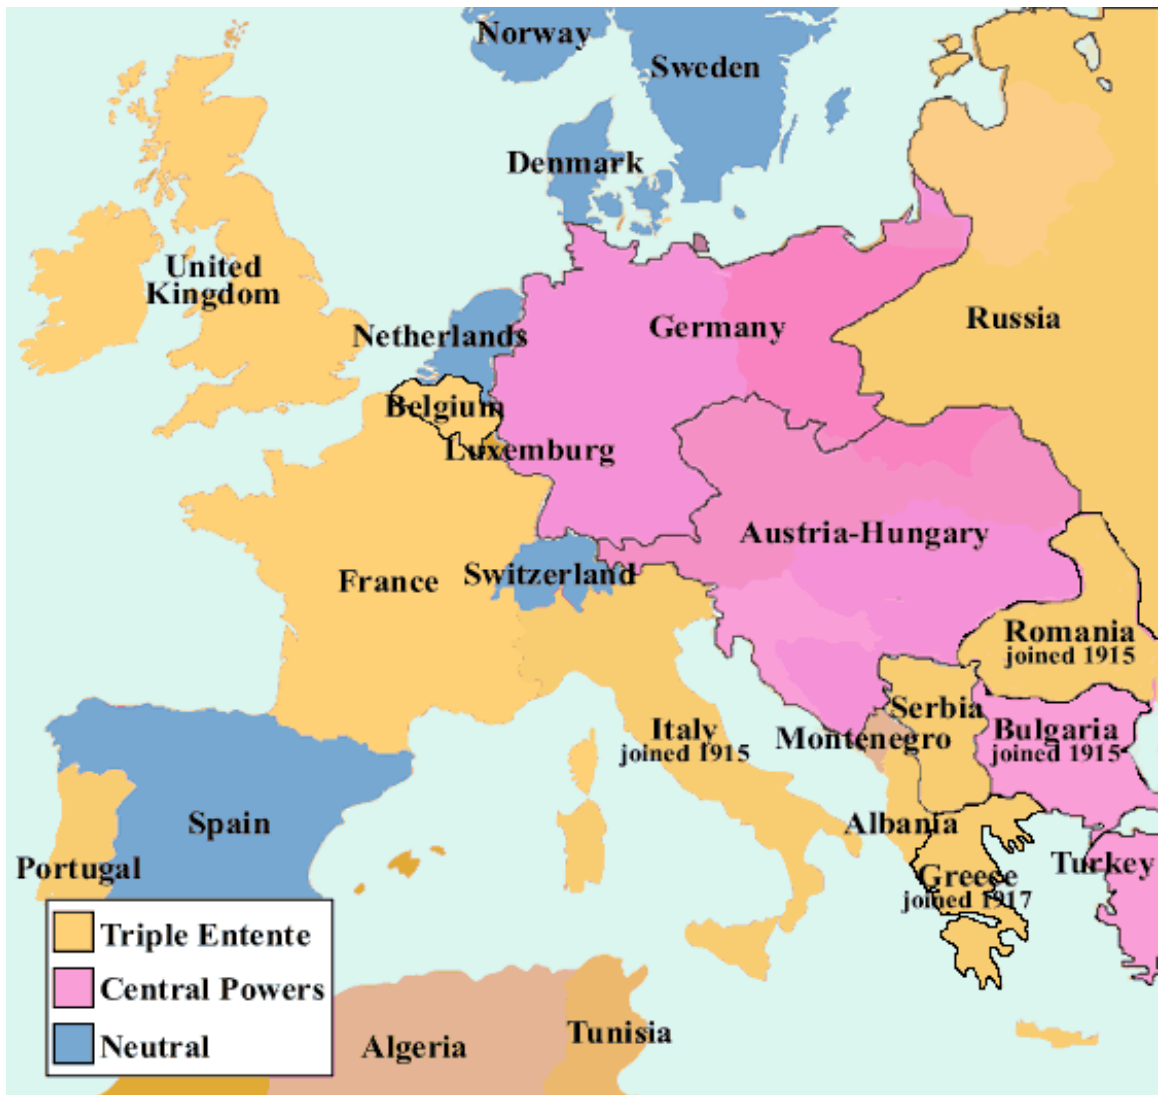 Norway
Sweden
Denmark
United
Kingdom
Netherlands
Germany
Russia
Belgium
Luxemburg
Austria-Hungary
France
Switzerland
Romania
joined 1915
Serbia
Italy
joined 1915
Montenegro
Bulgaria
joined 1915
Spain
Albania
Portugal
Greece
joined 1917
Turkey
Triple Entente
Central Powers
Neutral
Algeria
Tunisia